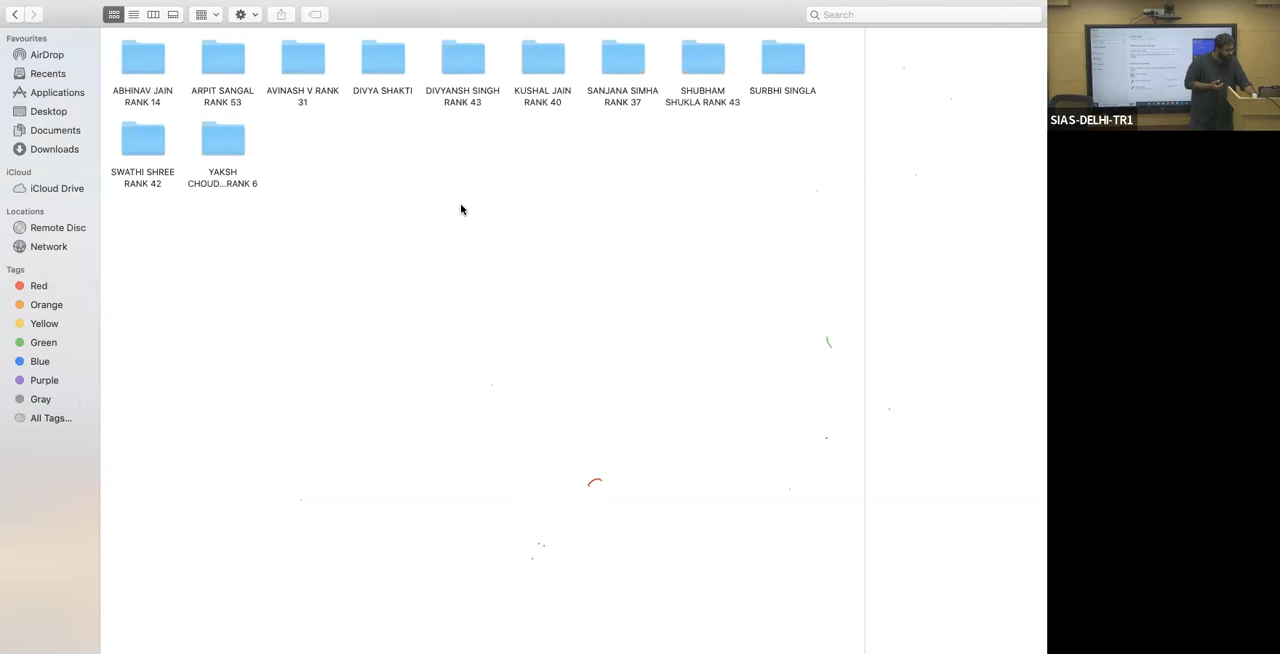 Search
Favourites
AirDrop
Recents
Applications
Desktop
Documents
Downloads
iCloud
iCloud Drive
Locations
Remote Disc
Network
Tags
Red
Orange
Yellow
Green
Blue
Purple
Gray
All Tags...
ABHINAV JAIN
RANK 14
ARPIT SANGAL
RANK 53
AVINASH V RANK
31
DIVYA SHAKTI
DIVYANSH SINGH
RANK 43
KUSHAL JAIN
RANK 40
SANJANA SIMHA
RANK 37
SHUBHAM
SHUKLA RANK 43
SURBHI SINGLA
SWATHI SHREE
RANK 42
YAKSH
CHOUD...RANK 6
SIAS-DELHI-TR1